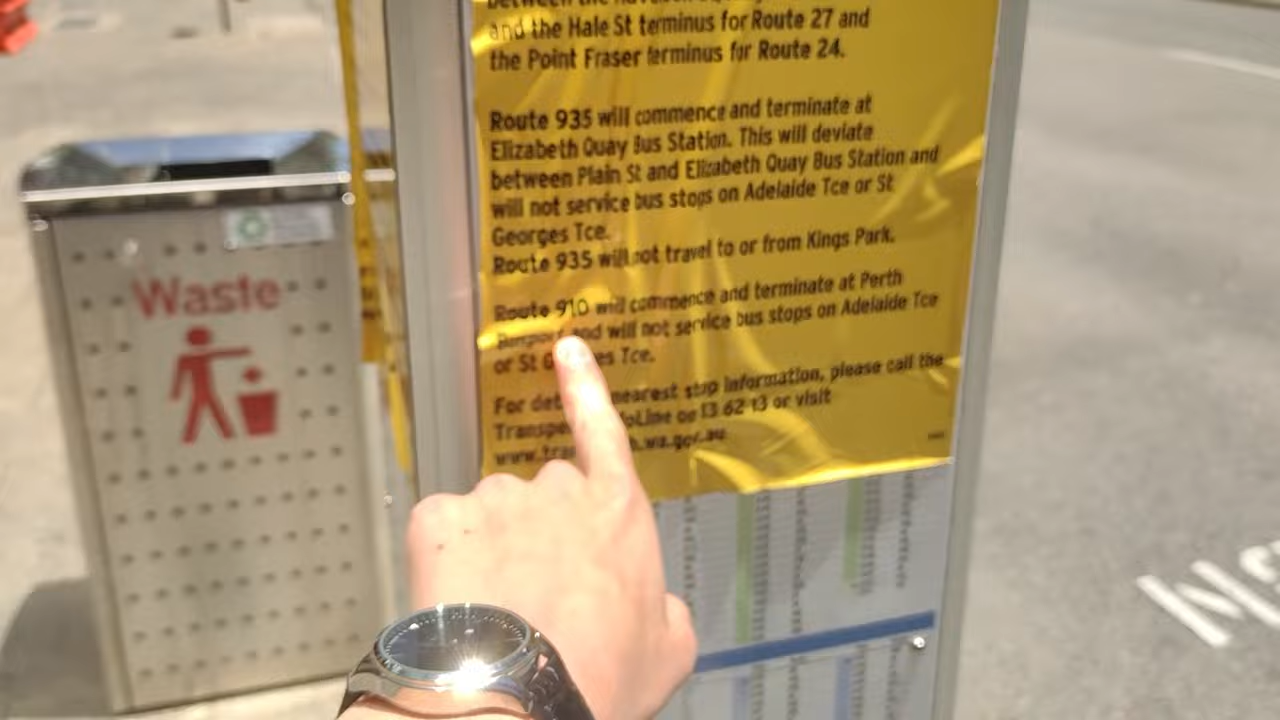 and the Hale St terminus for Route 27 and
the Point Fraser terminus for Route 24.
Route 935 will commence and terminate at
Elizabeth Quay Bus Station. This will deviate
between Plain St and Elizabeth Quay Bus Station and
will not service bus stops on Adelaide Tce or St
Georges Tce.
Route 935 will not travel to or from Kings Park.
Route 910 will commence and terminate at Perth
Busport and will not service bus stops on Adelaide Tce
or St G es Tce.
For det nearest stop information, please call the
Transpe oLine on 13 62 13 or visit
www.tra h.wa.gov.au
Waste